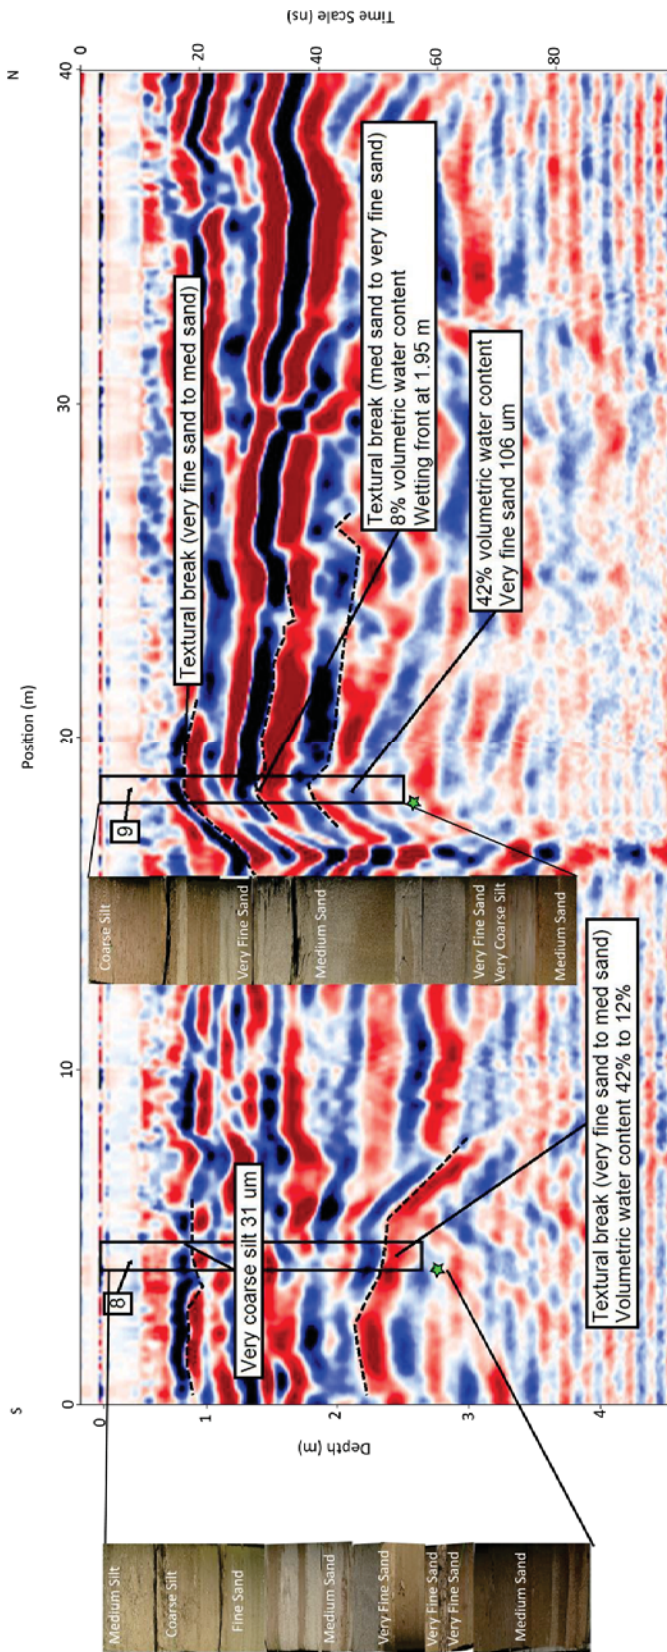 S
N
Position (m)
0
10
20
30
40
Depth (m)
0
1
2
3
4
Time Scale (ns)
0
20
40
-60
-80
8
9
Medium Silt
Coarse Silt
Fine Sand
Medium Sand
Very Fine Sand
Very Fine Sand
Very Fine Sand
Medium Sand
Very coarse silt 31 um
Textural break (very fine sand to med sand)
Volumetric water content 42% to 12%
Coarse Silt
Very Fine Sand
Medium Sand
Very Fine Sand
Very Coarse Silt
Medium Sand
Textural break (very fine sand to med sand)
Textural break (med sand to very fine sand)
8% volumetric water content
Wetting front at 1.95 m
42% volumetric water content
Very fine sand 106 um